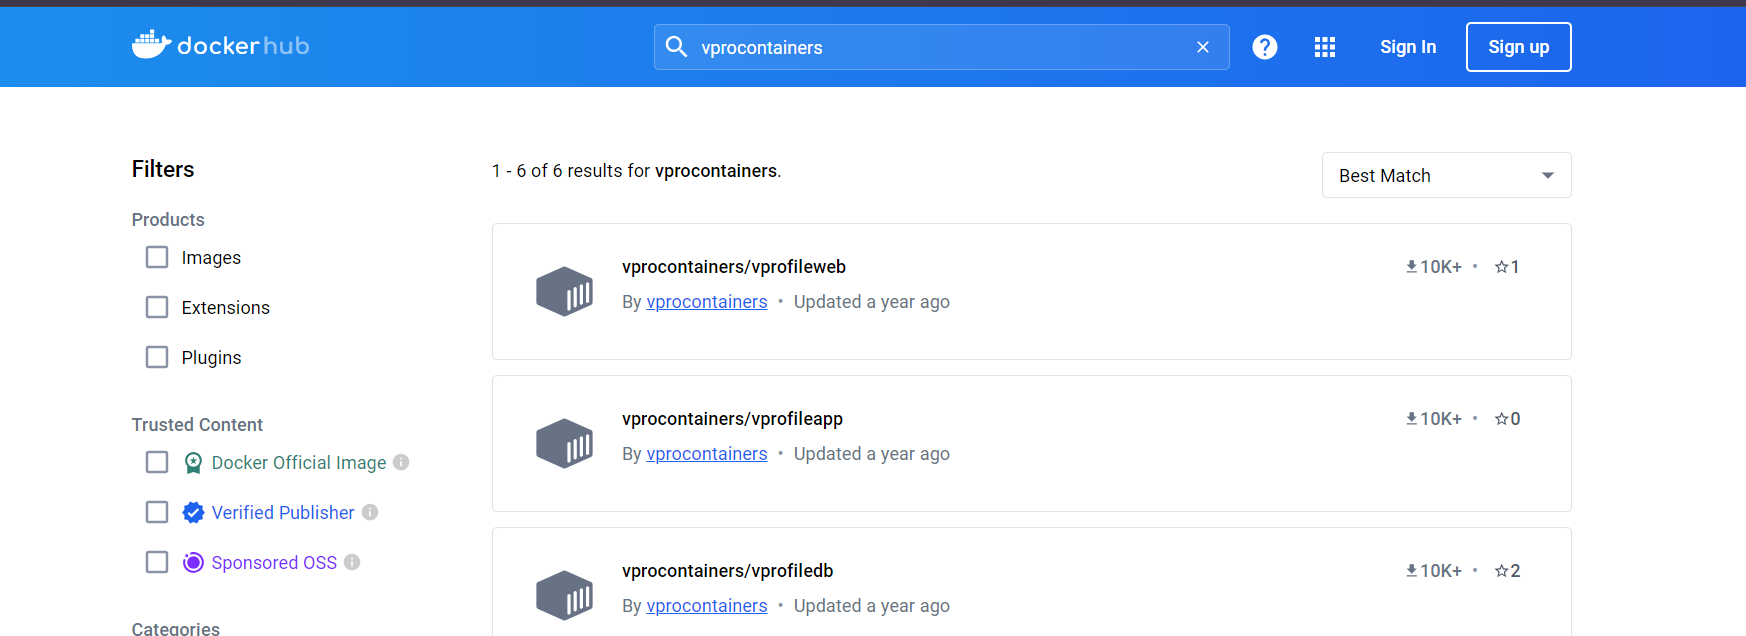 docker hub
vprocontainers
Sign In
Sign up
Filters
Products
Images
Extensions
Plugins
Trusted Content
Docker Official Image
Verified Publisher
Sponsored OSS
Categories
1 - 6 of 6 results for vprocontainers.
Best Match
vprocontainers/vprofileweb
10K+ • 1
By vprocontainers • Updated a year ago
vprocontainers/vprofileapp
10K+ • 0
By vprocontainers • Updated a year ago
vprocontainers/vprofiledb
10K+ • 2
By vprocontainers • Updated a year ago